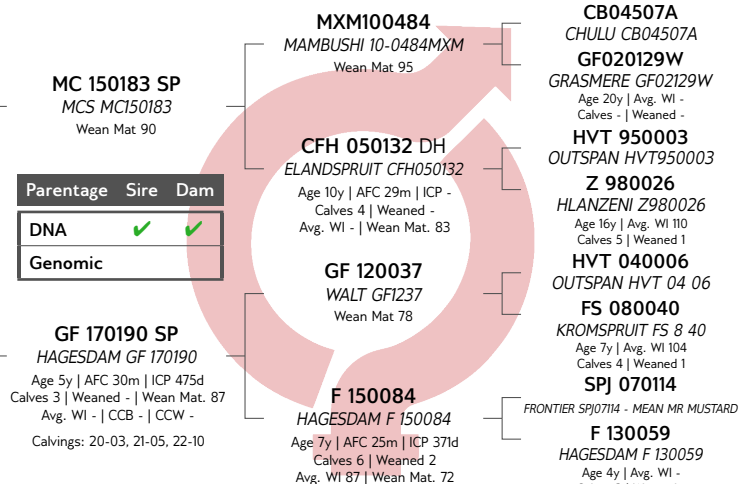 MC 150183 SP
MCS MC150183
Wean Mat 90
Parentage Sire Dam
DNA ✔ ✔
Genomic
GF 170190 SP
HAGESDAM GF 170190
Age 5y | AFC 30m | ICP 475d
Calves 3 | Weaned - | Wean Mat. 87
Avg. WI - | CCB - | CCW -
Calvings: 20-03, 21-05, 22-10
MXM100484
MAMBUSHI 10-0484MXM
Wean Mat 95
CFH 050132 DH
ELANDSPRUIT CFH050132
Age 10y | AFC 29m | ICP -
Calves 4 | Weaned -
Avg. WI - | Wean Mat. 83
GF 120037
WALT GF1237
Wean Mat 78
F 150084
HAGESDAM F 150084
Age 7y | AFC 25m | ICP 371d
Calves 6 | Weaned 2
Avg. WI 87 | Wean Mat. 72
CB04507A
CHULU CB04507A
GF020129W
GRASMERE GF02129W
Age 20y | Avg. WI -
Calves - | Weaned -
HVT 950003
OUTSPAN HVT950003
Z 980026
HLANZENI Z980026
Age 16y | Avg. WI 110
Calves 5 | Weaned 1
HVT 040006
OUTSPAN HVT 04 06
FS 080040
KROMSPRUIT FS 8 40
Age 7y | Avg. WI 104
Calves 4 | Weaned 1
SPJ 070114
FRONTIER SPJ07114 - MEAN MR MUSTARD
F 130059
HAGESDAM F 130059
Age 4y | Avg. WI -